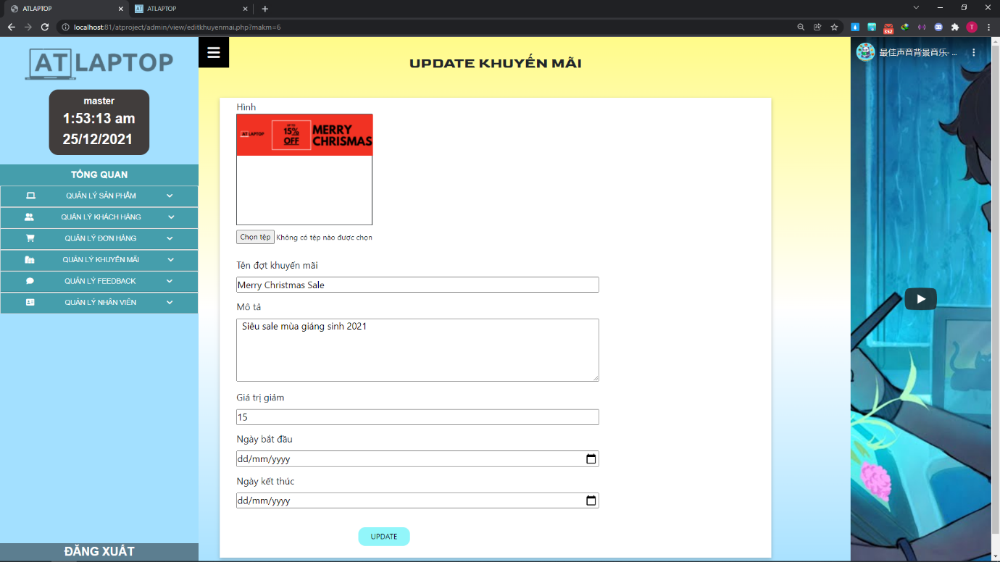 ATLAPTOP
ATLAPTOP
localhost:81/atproject/admin/view/editkhuyenmai.php?makm=6
352
T
AT LAPTOP
master
1:53:13 am
25/12/2021
TỔNG QUAN
QUẢN LÝ SẢN PHẨM
QUẢN LÝ KHÁCH HÀNG
QUẢN LÝ ĐƠN HÀNG
QUẢN LÝ KHUYẾN MÃI
QUẢN LÝ FEEDBACK
QUẢN LÝ NHÂN VIÊN
ĐĂNG XUẤT
UPDATE KHUYẾN MÃI
Hình
AT LAPTOP
UP TO
15%
OFF
MERRY
CHRISMAS
Chọn tệp Không có tệp nào được chọn
Tên đợt khuyến mãi
Merry Christmas Sale
Mô tả
Siêu sale mùa giáng sinh 2021
Giá trị giảm
15
Ngày bắt đầu
dd/mm/yyyy
Ngày kết thúc
dd/mm/yyyy
UPDATE
最佳声音背景音乐- ...